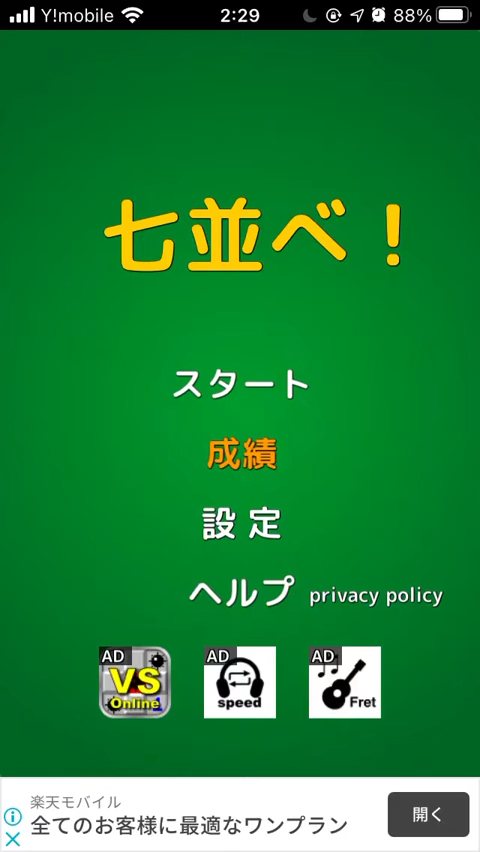 Y!mobile 2:29 88%
七並べ！
スタート
成績
設定
ヘルプ privacy policy
AD AD AD
VS Online speed Fret
楽天モバイル
全てのお客様に最適なワンプラン
開く